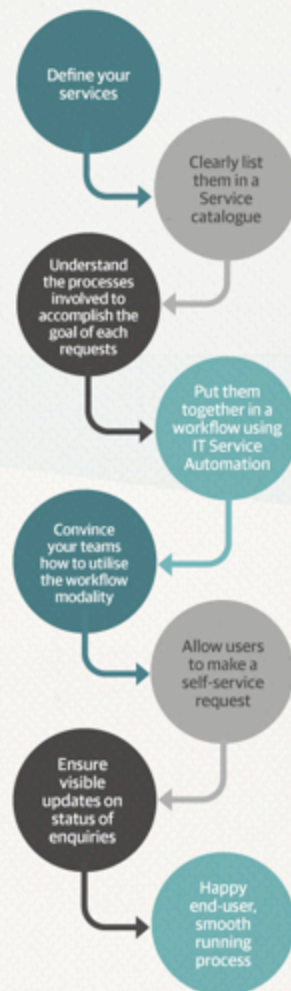 Define your
services
Clearly list
them in a
Service
catalogue
Understand
the processes
involved to
accomplish the
goal of each
requests
Put them
together in a
workflow using
IT Service
Automation
Convince
your teams
how to utilise
the workflow
modality
Allow users
to make a
self-service
request
Ensure
visible
updates on
status of
enquiries
Happy
end-user,
smooth
running
process